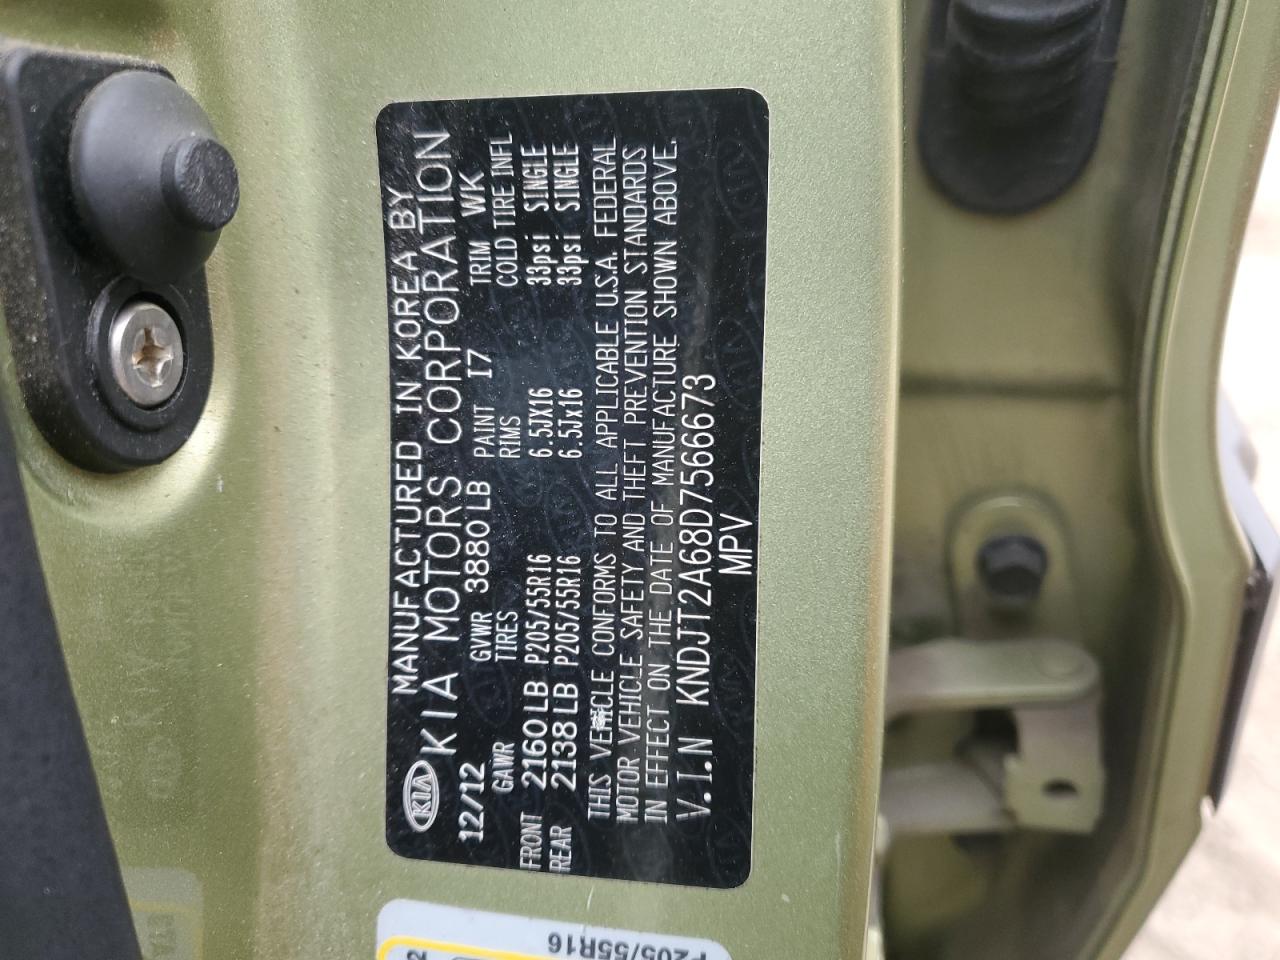 MANUFACTURED IN KOREA BY
KIA KIA MOTORS CORPORATION
12/12 GVWR 3880 LB PAINT I7 TRIM WK
GAWR TIRES RIMS COLD TIRE INFL
FRONT 2160 LB P205/55R16 6.5JX16 33psi SINGLE
REAR 2138 LB P205/55R16 6.5Jx16 33psi SINGLE
THIS VEHICLE CONFORMS TO ALL APPLICABLE U.S.A. FEDERAL
MOTOR VEHICLE SAFETY AND THEFT PREVENTION STANDARDS
IN EFFECT ON THE DATE OF MANUFACTURE SHOWN ABOVE.
V.I.N KNDJT2A68D7566673
MPV
P205/55R16